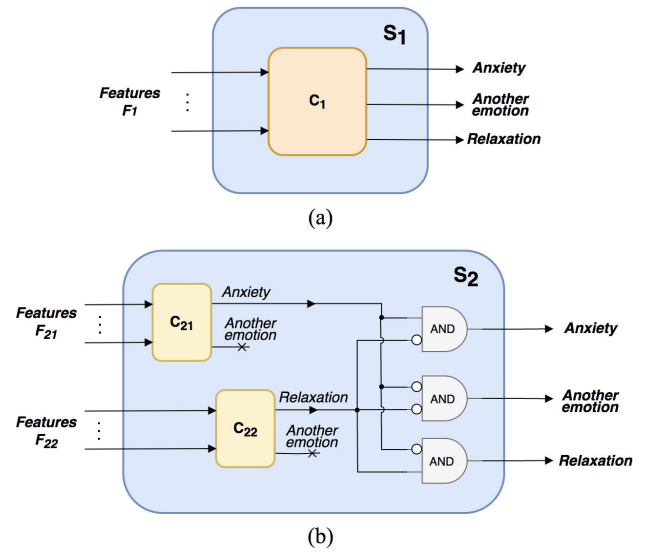 S1
Features
F1
⋮
C1
Anxiety
Another
emotion
Relaxation
(a)
S2
Features
F21
⋮
C21
Anxiety
Another
emotion
Features
F22
⋮
C22
Relaxation
Another
emotion
AND
Anxiety
AND
Another
emotion
AND
Relaxation
(b)